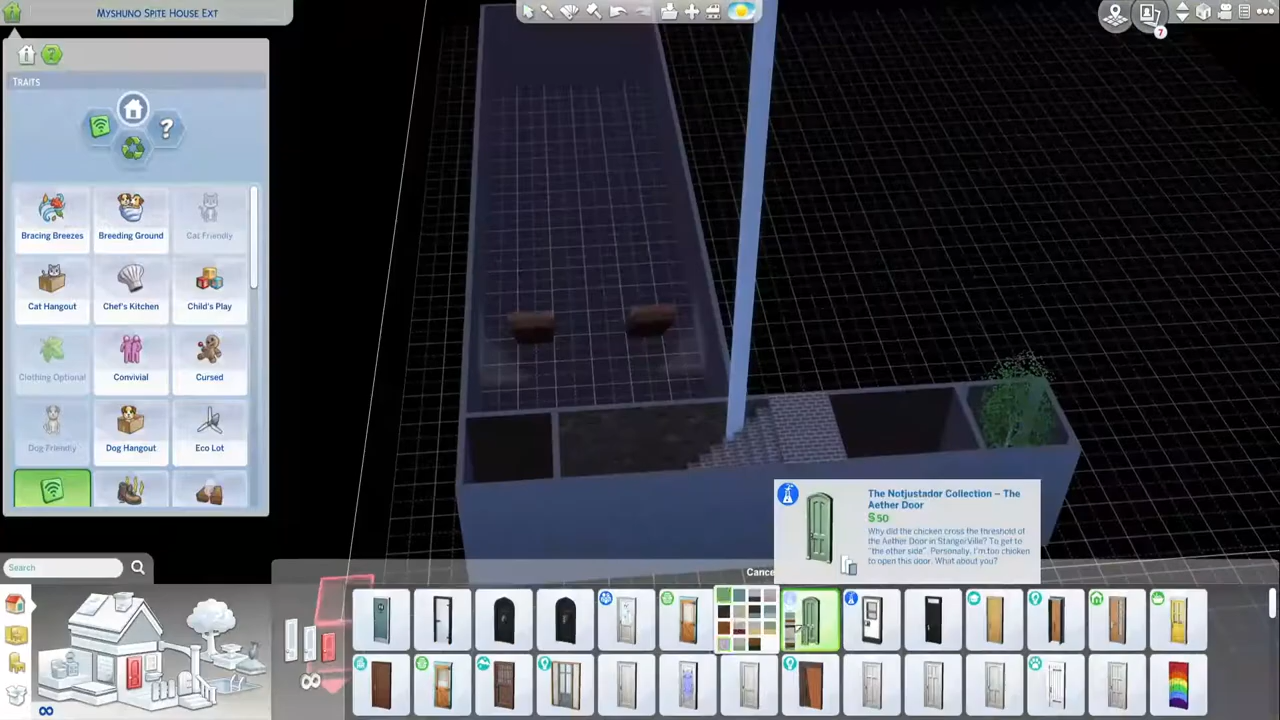 Myshuno Spite House Ext
7
Traits
Bracing Breezes
Breeding Ground
Cat Friendly
Cat Hangout
Chef's Kitchen
Child's Play
Clothing Optional
Convivial
Cursed
Dog Friendly
Dog Hangout
Eco Lot
The Notjustador Collection – The
Aether Door
§50
Why did the chicken cross the threshold of
the Aether Door in StangerVille? To get to
"the other side". Personally, I'm too chicken
to open this door. What about you?
Search